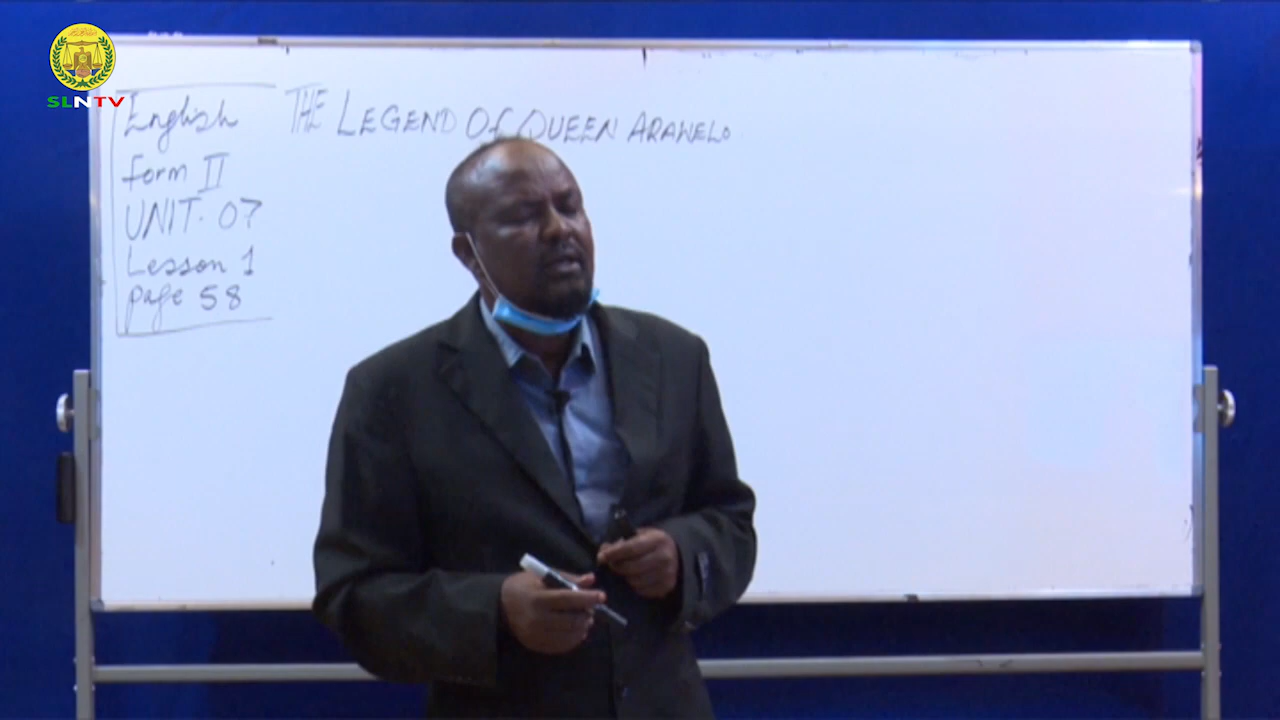 SLNTV
English
form II
UNIT. 07
Lesson 1
page 58
THE LEGEND Of QUEEN ARAWELo